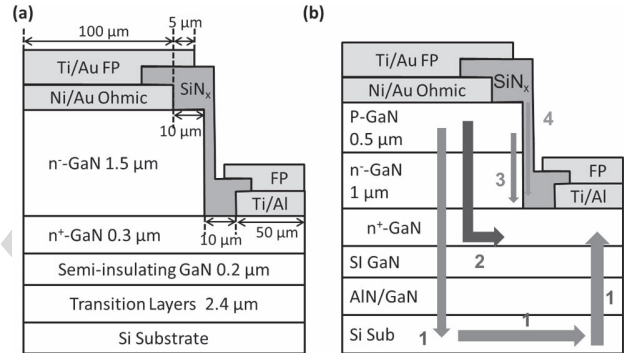 (a)
5 μm
100 μm
Ti/Au FP
SiNx
Ni/Au Ohmic
10 μm
n⁻-GaN 1.5 μm
FP
Ti/Al
n⁺-GaN 0.3 μm
10 μm
50 μm
Semi-insulating GaN 0.2 μm
Transition Layers 2.4 μm
Si Substrate
(b)
Ti/Au FP
SiNx
Ni/Au Ohmic
P-GaN
0.5 μm
4
n⁻-GaN
1 μm
3
FP
Ti/Al
n⁺-GaN
2
SI GaN
AlN/GaN
1
1
Si Sub
1